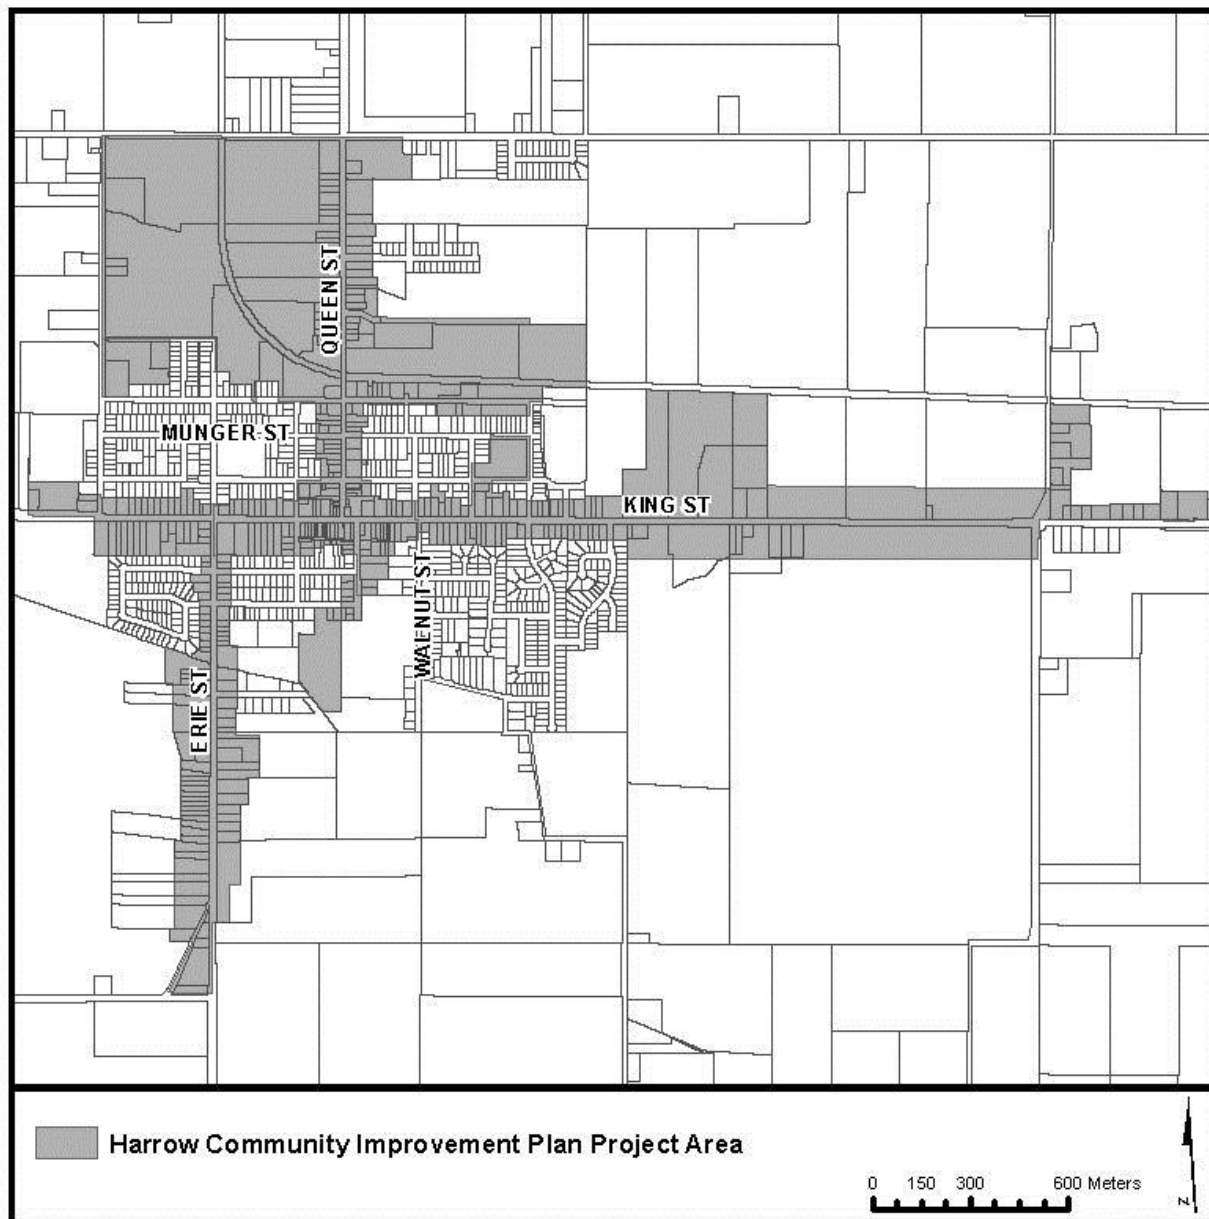 QUEEN ST
MUNGER ST
KING ST
WALNUT ST
ERIE ST
Harrow Community Improvement Plan Project Area
0 150 300 600 Meters
N